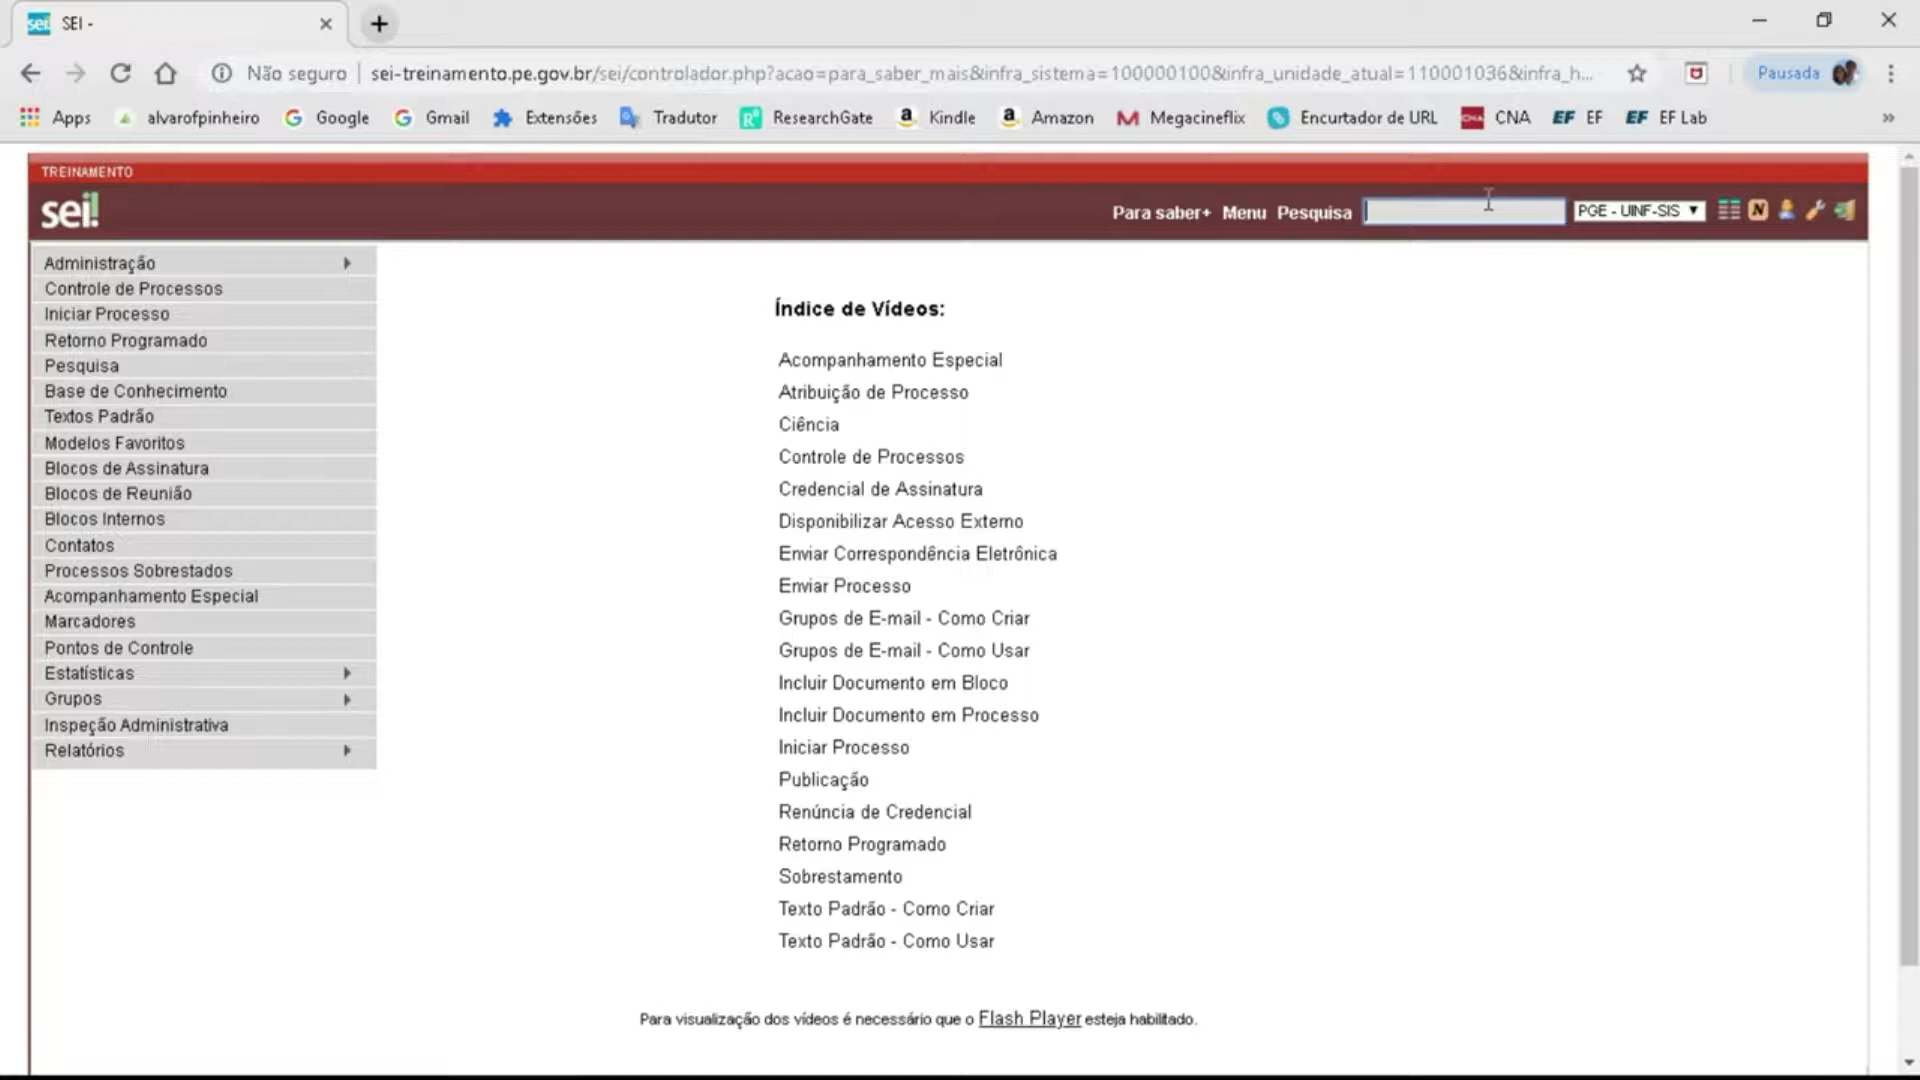 SEI -
Não seguro | sei-treinamento.pe.gov.br/sei/controlador.php?acao=para_saber_mais&infra_sistema=100000100&infra_unidade_atual=110001036&infra_h...
Pausada
Apps alvarofpinheiro Google Gmail Extensões Tradutor ResearchGate Kindle Amazon Megacineflix Encurtador de URL CNA EF EF EF EF Lab »
TREINAMENTO
sei!
Para saber+ Menu Pesquisa PGE - UINF-SIS N
Administração
Controle de Processos
Iniciar Processo
Retorno Programado
Pesquisa
Base de Conhecimento
Textos Padrão
Modelos Favoritos
Blocos de Assinatura
Blocos de Reunião
Blocos Internos
Contatos
Processos Sobrestados
Acompanhamento Especial
Marcadores
Pontos de Controle
Estatísticas
Grupos
Inspeção Administrativa
Relatórios
Índice de Vídeos:
Acompanhamento Especial
Atribuição de Processo
Ciência
Controle de Processos
Credencial de Assinatura
Disponibilizar Acesso Externo
Enviar Correspondência Eletrônica
Enviar Processo
Grupos de E-mail - Como Criar
Grupos de E-mail - Como Usar
Incluir Documento em Bloco
Incluir Documento em Processo
Iniciar Processo
Publicação
Renúncia de Credencial
Retorno Programado
Sobrestamento
Texto Padrão - Como Criar
Texto Padrão - Como Usar
Para visualização dos vídeos é necessário que o Flash Player esteja habilitado.